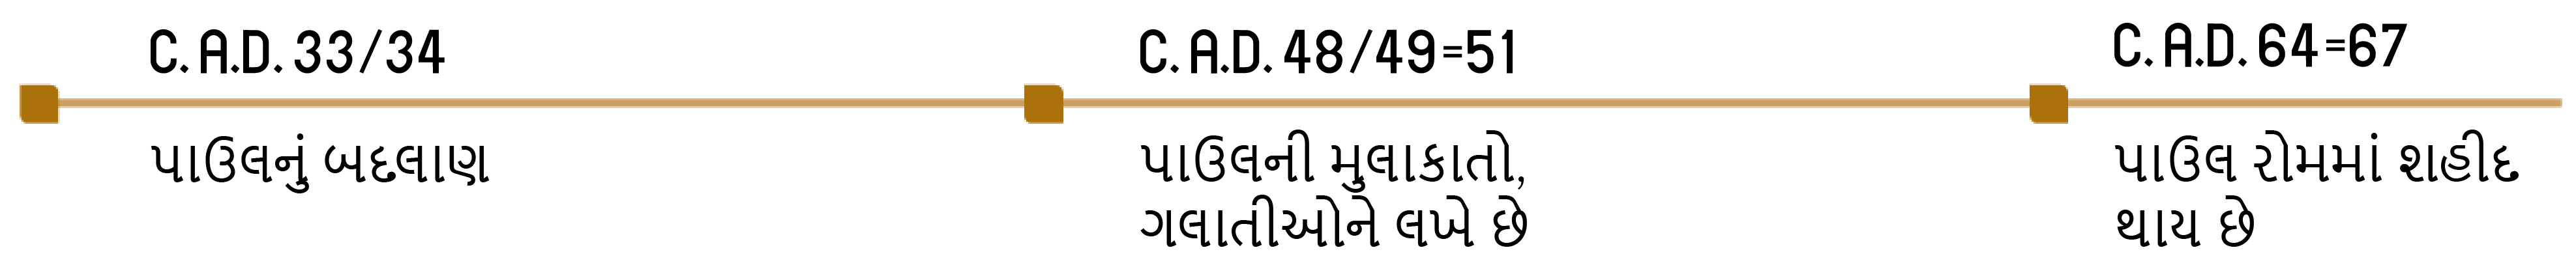 C. A.D. 33/34
પાઉલનું બદલાણ
C. A.D. 48/49=51
પાઉલની મુલાકાતો,
ગલાતીઓને લખે છે
C. A.D. 64=67
પાઉલ રોમમાં શહીદ
થાય છે